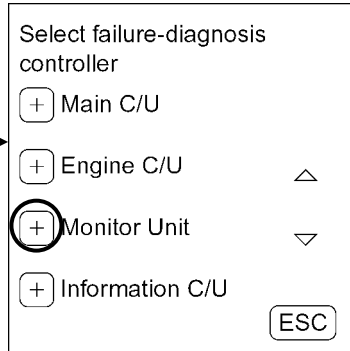 Select failure-diagnosis
controller
+ Main C/U
+ Engine C/U
+ Monitor Unit
+ Information C/U
ESC